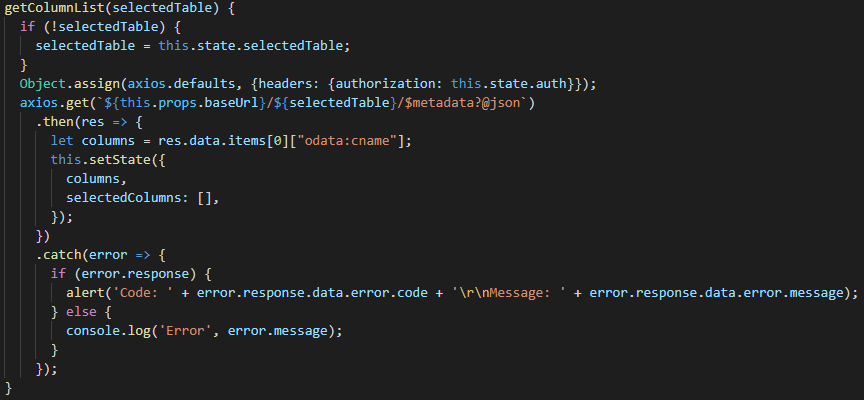 getColumnList(selectedTable) {
  if (!selectedTable) {
    selectedTable = this.state.selectedTable;
  }
  Object.assign(axios.defaults, {headers: {authorization: this.state.auth}});
  axios.get(`${this.props.baseUrl}/${selectedTable}/$metadata?@json`)
    .then(res => {
      let columns = res.data.items[0]["odata:cname"];
      this.setState({
        columns,
        selectedColumns: [],
      });
    })
    .catch(error => {
      if (error.response) {
        alert('Code: ' + error.response.data.error.code + '\r\nMessage: ' + error.response.data.error.message);
      } else {
        console.log('Error', error.message);
      }
    });
}